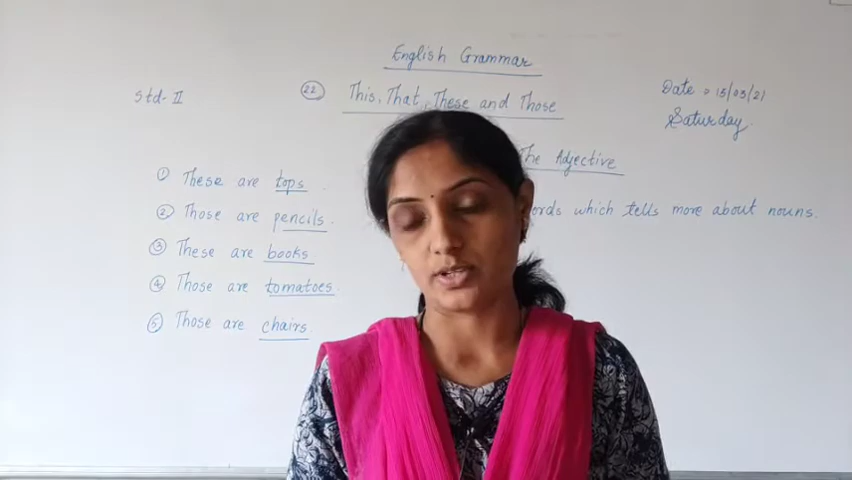 English Grammar
Std- II
22 This, That, These and Those
Date : 13/03/21
Saturday
The Adjective
① These are tops.
② Those are pencils.
which tells more about nouns.
③ These are books
④ Those are tomatoes.
⑤ Those are chairs.